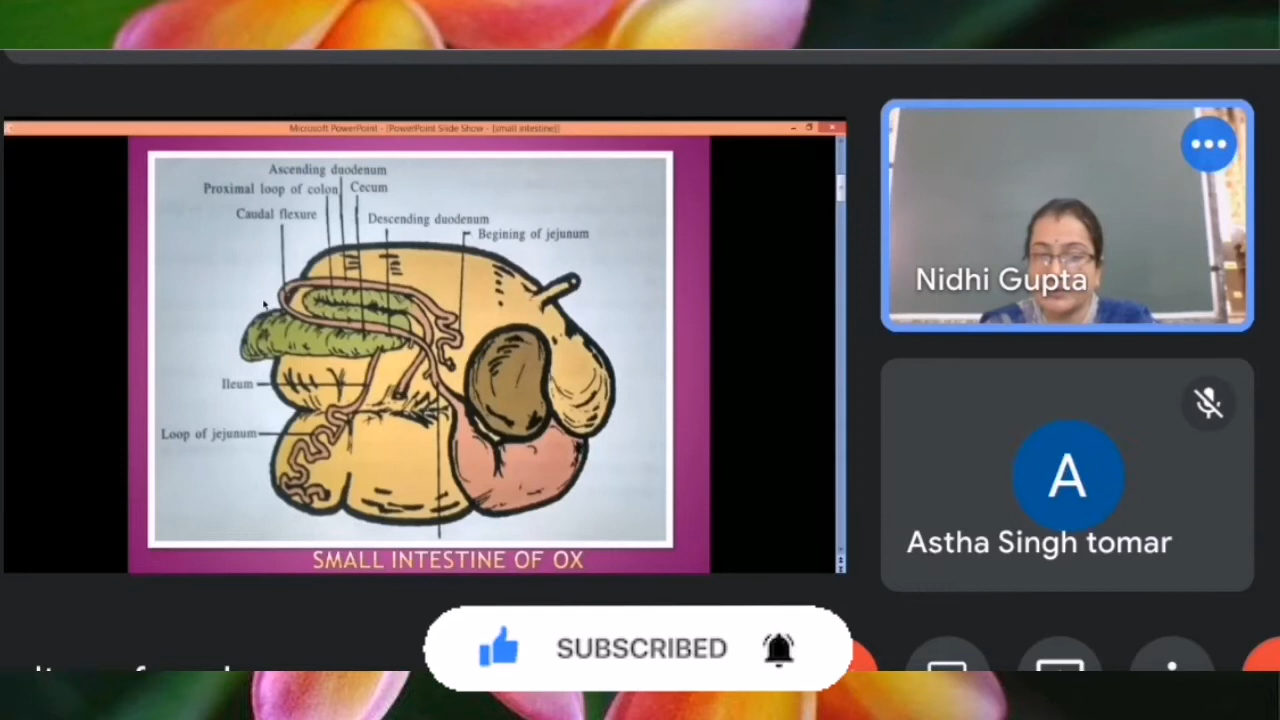 Microsoft PowerPoint - [PowerPoint Slide Show - [small intestine]]
Ascending duodenum
Proximal loop of colon
Cecum
Caudal flexure
Descending duodenum
Begining of jejunum
Ileum
Loop of jejunum
SMALL INTESTINE OF OX
Nidhi Gupta
A
Astha Singh tomar
SUBSCRIBED